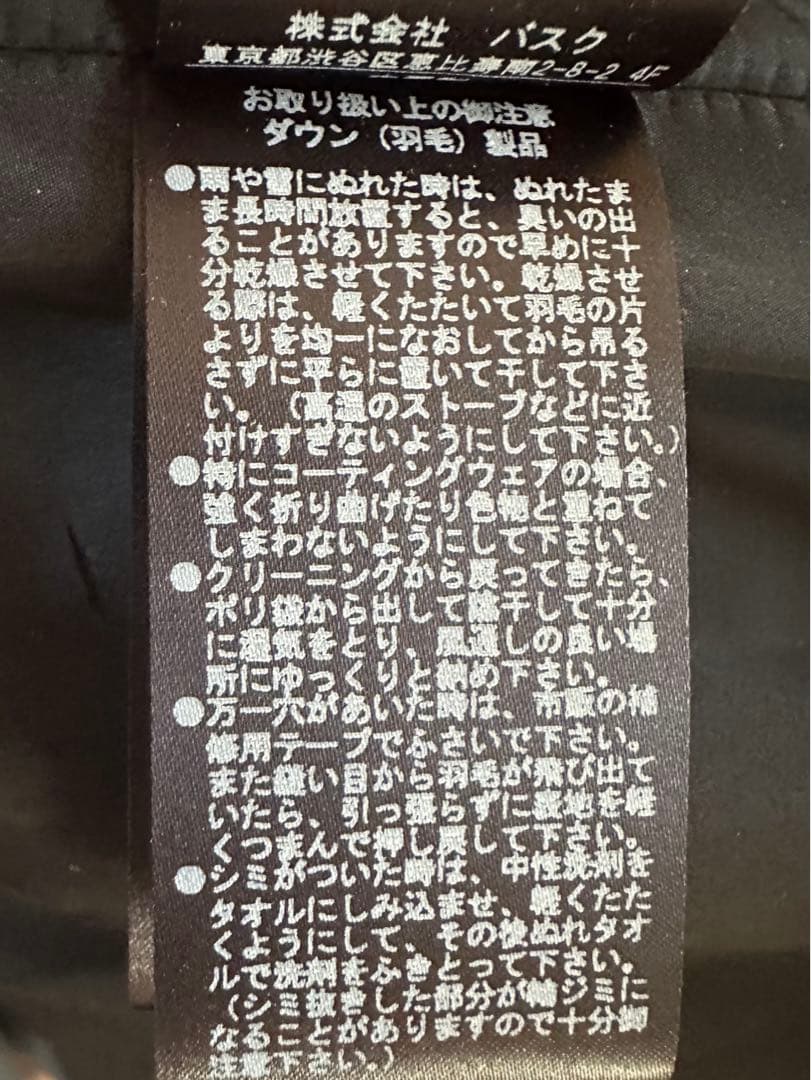 株式会社 バスク
東京都渋谷区恵比寿南2-8-2 4F
お取り扱い上の御注意
ダウン（羽毛）製品
●雨や雪にぬれた時は、ぬれたま
ま長時間放置すると、臭いの出
ることがありますので早めに十
分乾燥させて下さい。乾燥させ
る際は、軽くたたいて羽毛の片
よりを均一になおしてから吊る
さずに平らに置いて干して下さ
い。（高温のストーブなどに近
付けすぎないようにして下さい。）
●特にコーティングウェアの場合、
強く折り曲げたり色物と重ねて
しまわないようにして下さい。
●クリーニングから戻ってきたら、
ポリ袋から出して陰干して十分
に湿気をとり、風通しの良い場
所にゆっくりと納め下さい。
●万一穴があいた時は、市販の補
修用テープでふさいで下さい。
また縫い目から羽毛が飛び出て
いたら、引っ張らずに裏地を軽
くつまんで押し戻して下さい。
●シミがついた時は、中性洗剤を
タオルにしみ込ませ、軽くたた
くようにして、その後ぬれタオ
ルで洗剤をふきとって下さい。
（シミ抜きした部分が輪ジミに
なることがありますので十分御
注意下さい。）